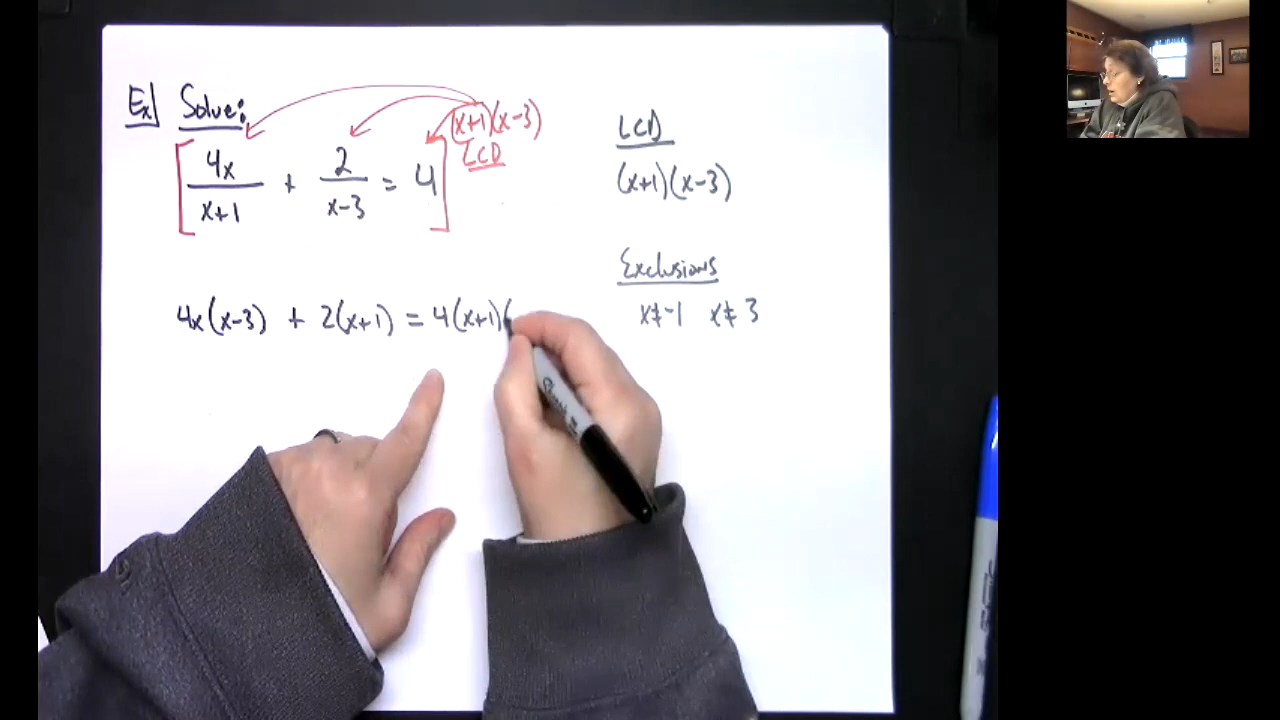 Ex Solve:
[4x/(x+1) + 2/(x-3) = 4] (x+1)(x-3)
LCD
4x(x-3) + 2(x+1) = 4(x+1)(
LCD
(x+1)(x-3)
Exclusions
x≠-1 x≠3